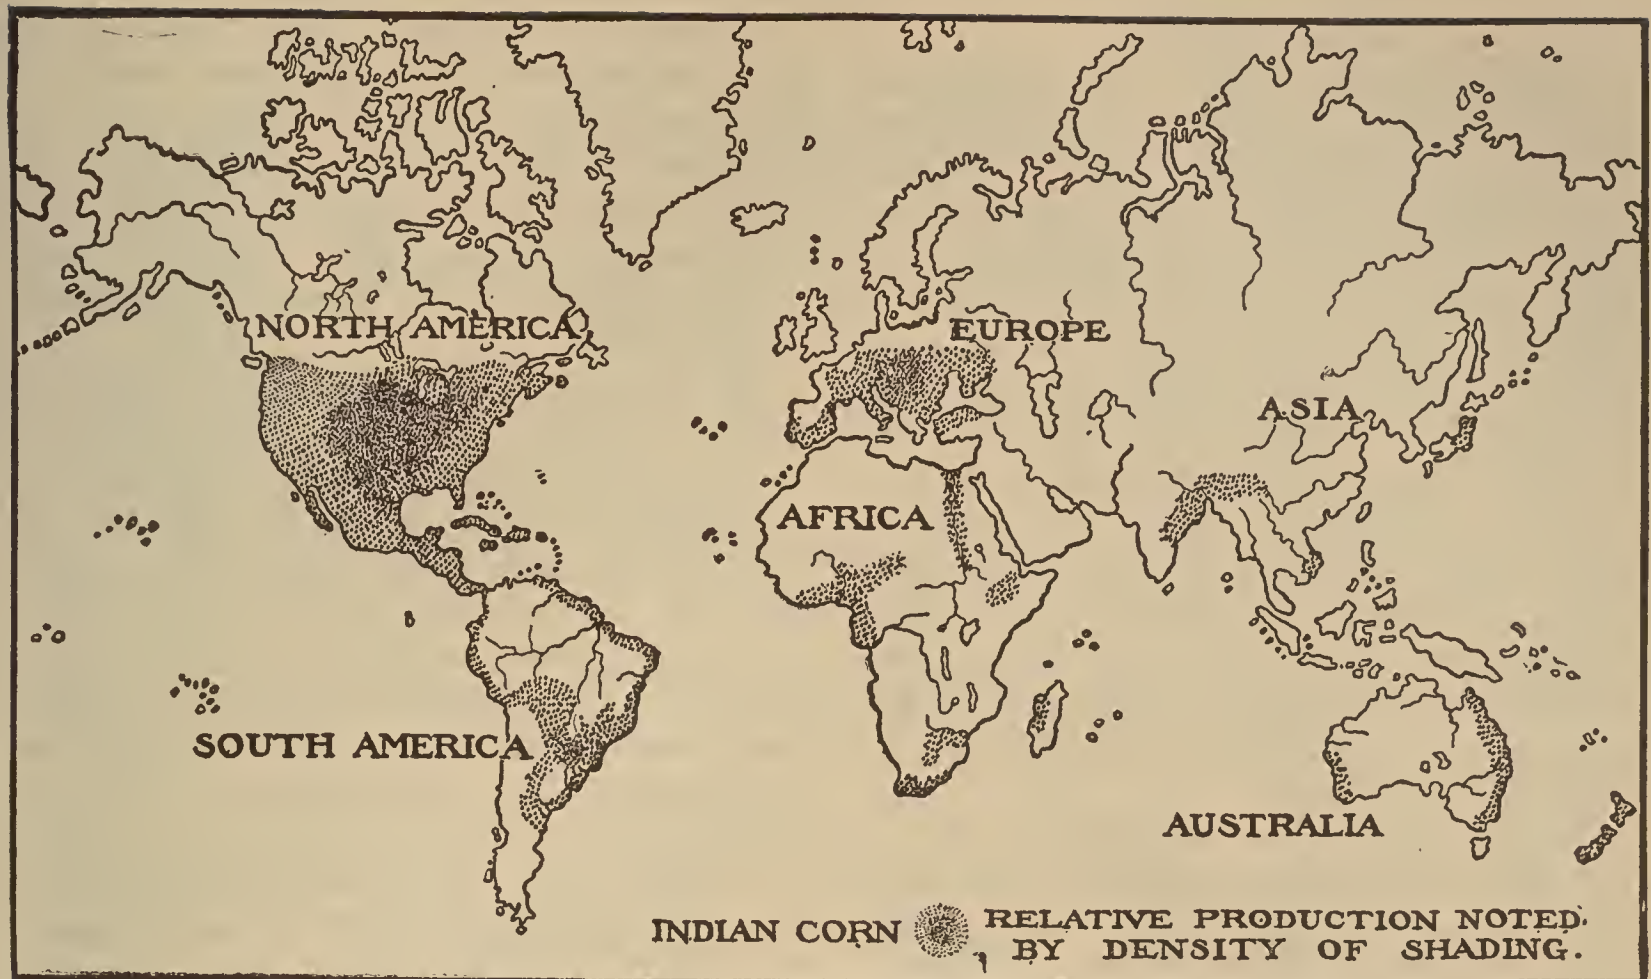 NORTH AMERICA
EUROPE
ASIA
AFRICA
SOUTH AMERICA
AUSTRALIA
INDIAN CORN
RELATIVE PRODUCTION NOTED
BY DENSITY OF SHADING.